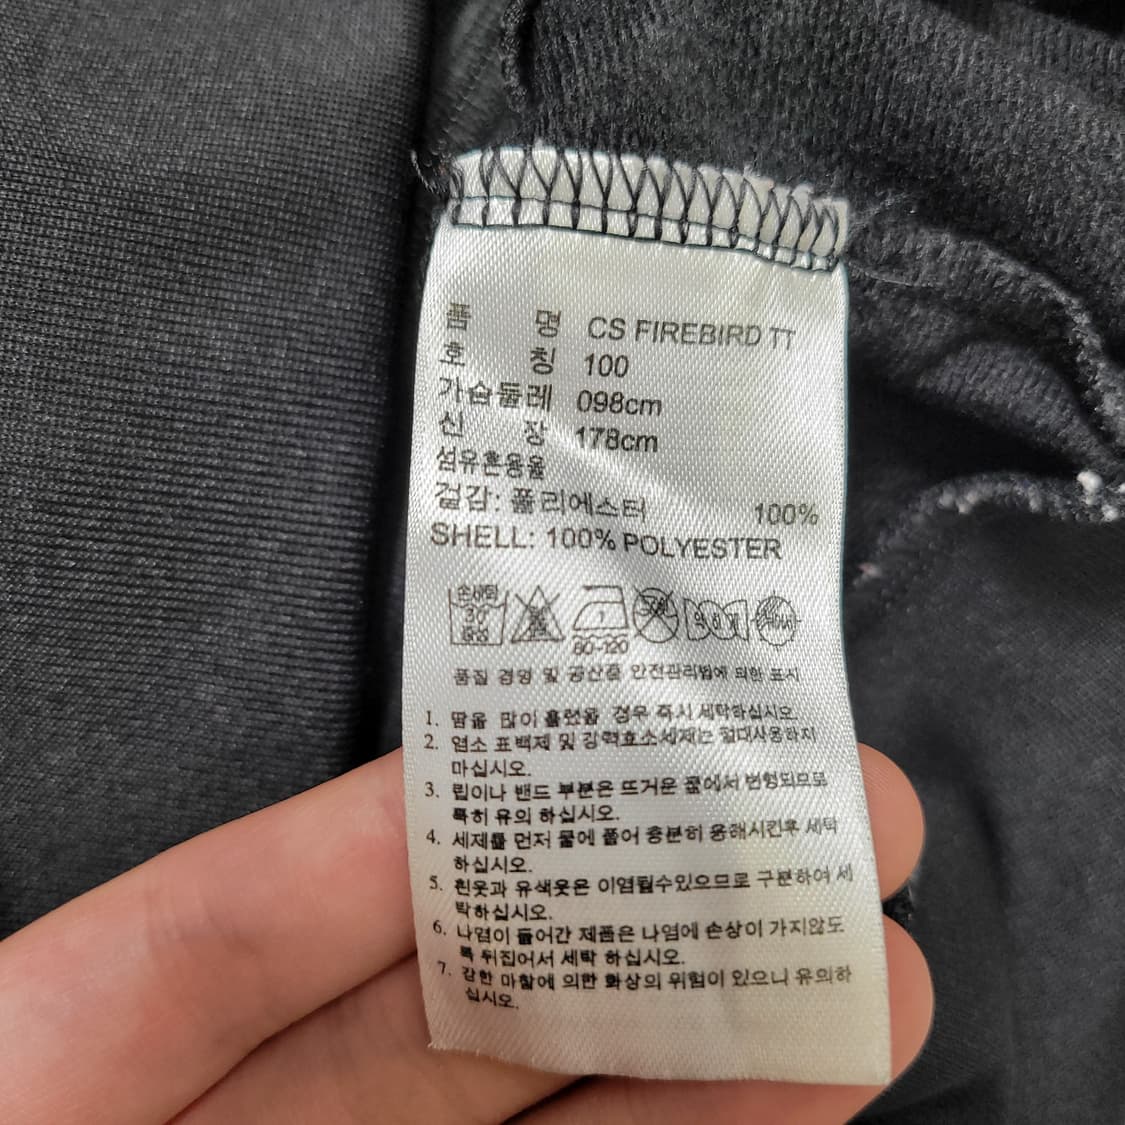 품 명 CS FIREBIRD TT
호 칭 100
가슴둘레 098cm
신 장 178cm
섬유혼용율
겉감: 폴리에스터 100%
SHELL: 100% POLYESTER
손세탁
30°
중성
80-120
품질 경영 및 공산품 안전관리법에 의한 표시
1. 땀을 많이 흘렸을 경우 즉시 세탁하십시오.
2. 염소 표백제 및 강력효소세제는 절대사용하지
마십시오.
3. 립이나 밴드 부분은 뜨거운 물에서 변형되므로
특히 유의 하십시오.
4. 세제를 먼저 물에 풀어 충분히 용해시킨후 세탁
하십시오.
5. 흰옷과 유색옷은 이염될수있으므로 구분하여 세
탁하십시오.
6. 나염이 들어간 제품은 나염에 손상이 가지않도
록 뒤집어서 세탁 하십시오.
7. 강한 마찰에 의한 화상의 위험이 있으니 유의하
십시오.